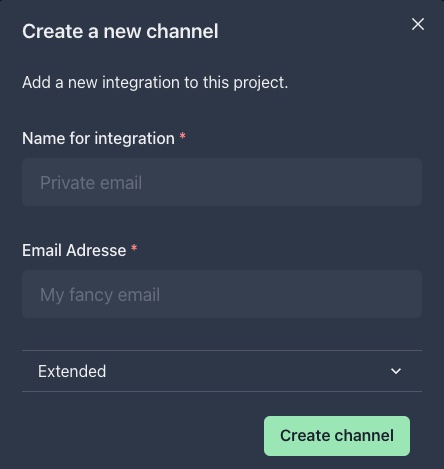 Create a new channel
Add a new integration to this project.
Name for integration *
Private email
Email Adresse *
My fancy email
Extended
Create channel